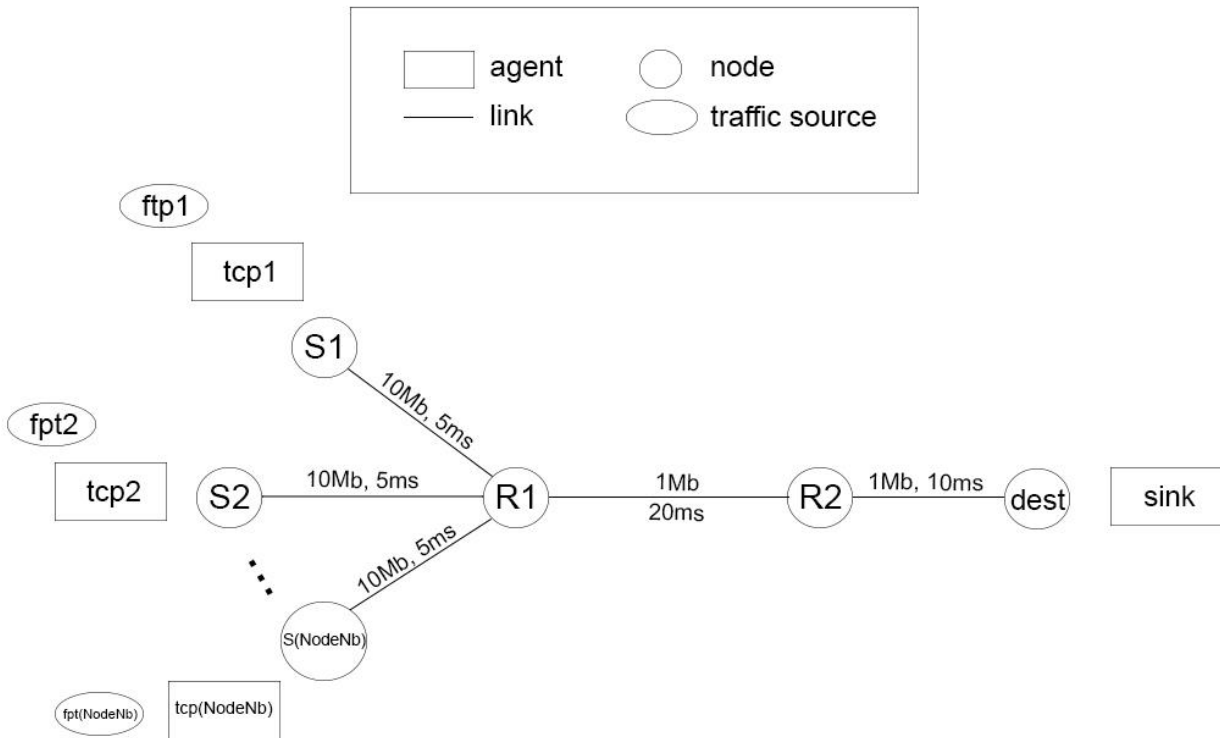 agent
node
link
traffic source
ftp1
tcp1
S1
10Mb, 5ms
fpt2
tcp2
S2
10Mb, 5ms
R1
1Mb
20ms
R2
1Mb, 10ms
dest
sink
10Mb, 5ms
S(NodeNb)
fpt(NodeNb)
tcp(NodeNb)